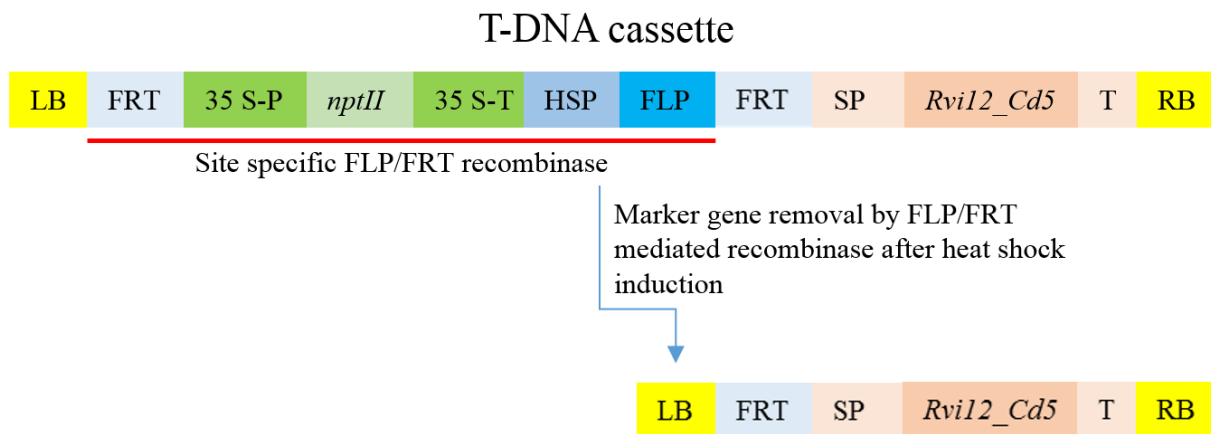 T-DNA cassette
LB FRT 35 S-P nptII 35 S-T HSP FLP FRT SP Rvi12_Cd5 T RB
Site specific FLP/FRT recombinase
Marker gene removal by FLP/FRT
mediated recombinase after heat shock
induction
LB FRT SP Rvi12_Cd5 T RB